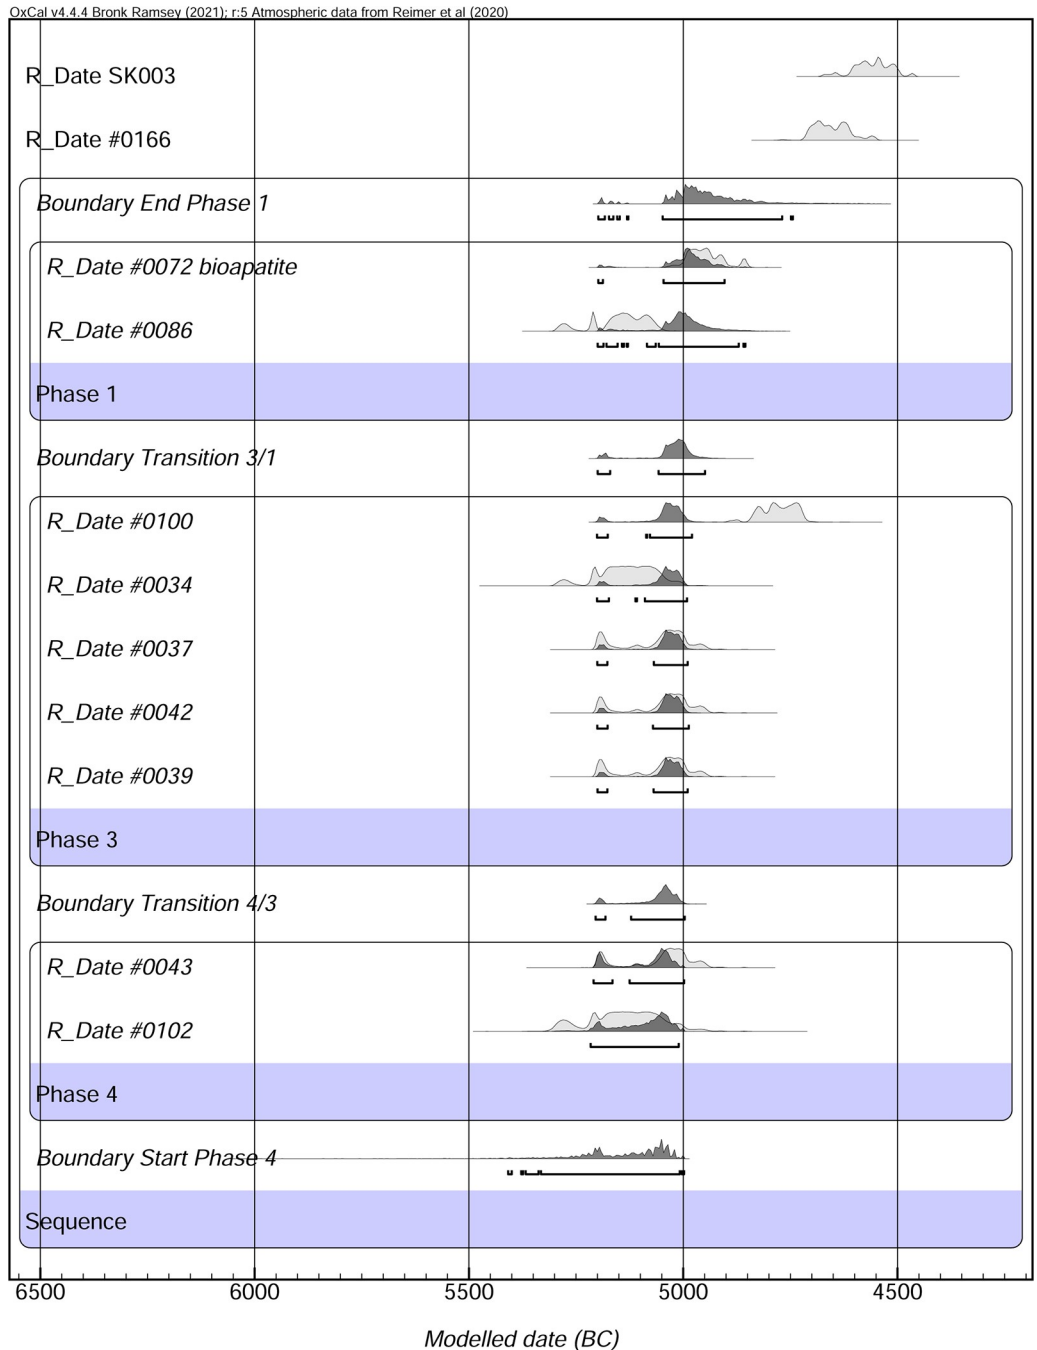 OxCal v4.4.4 Bronk Ramsey (2021); r:5 Atmospheric data from Reimer et al (2020)
R_Date SK003
R_Date #0166
Boundary End Phase 1
R_Date #0072 bioapatite
R_Date #0086
Phase 1
Boundary Transition 3/1
R_Date #0100
R_Date #0034
R_Date #0037
R_Date #0042
R_Date #0039
Phase 3
Boundary Transition 4/3
R_Date #0043
R_Date #0102
Phase 4
Boundary Start Phase 4
Sequence
6500 6000 5500 5000 4500
Modelled date (BC)